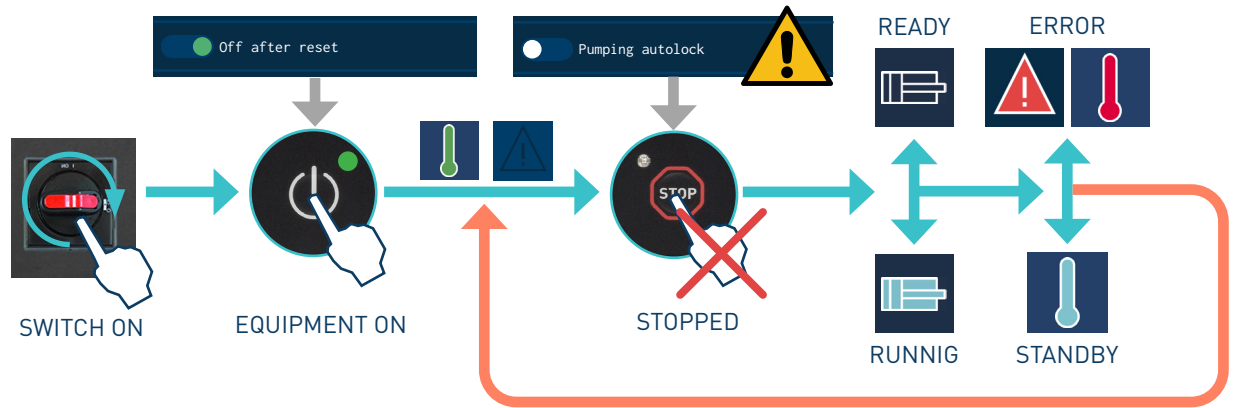 Off after reset
Pumping autolock
READY
ERROR
STOP
SWITCH ON
EQUIPMENT ON
STOPPED
RUNNIG
STANDBY